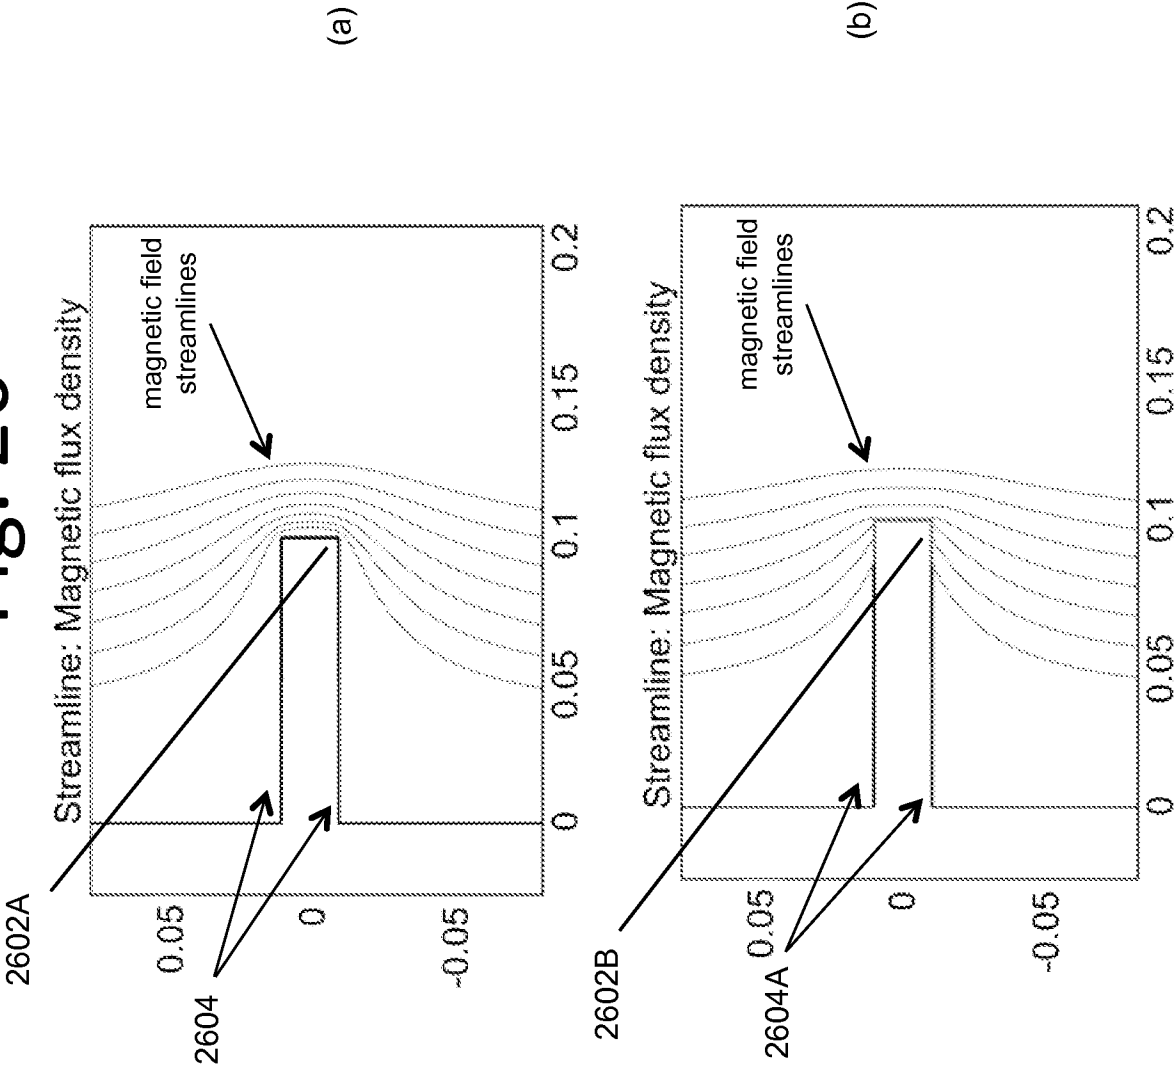 2602A
Streamline: Magnetic flux density
magnetic field
streamlines
0.05
2604
0
-0.05
0 0.05 0.1 0.15 0.2
(a)
2602B
Streamline: Magnetic flux density
magnetic field
streamlines
0.05
2604A
0
-0.05
0 0.05 0.1 0.15 0.2
(b)